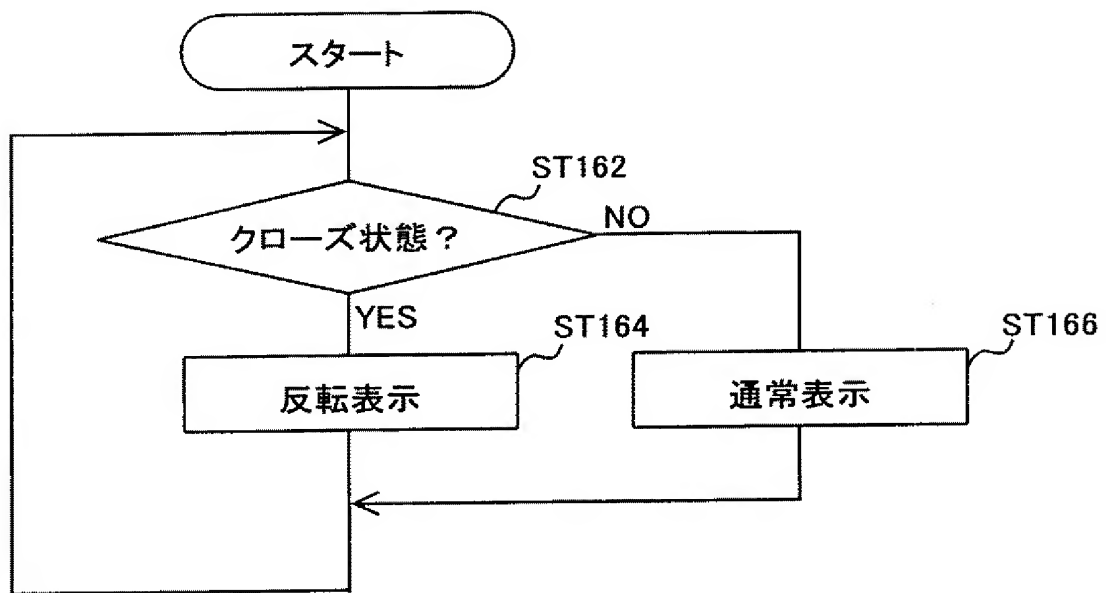 スタート
ST162
クローズ状態？
NO
YES
ST164
反転表示
ST166
通常表示